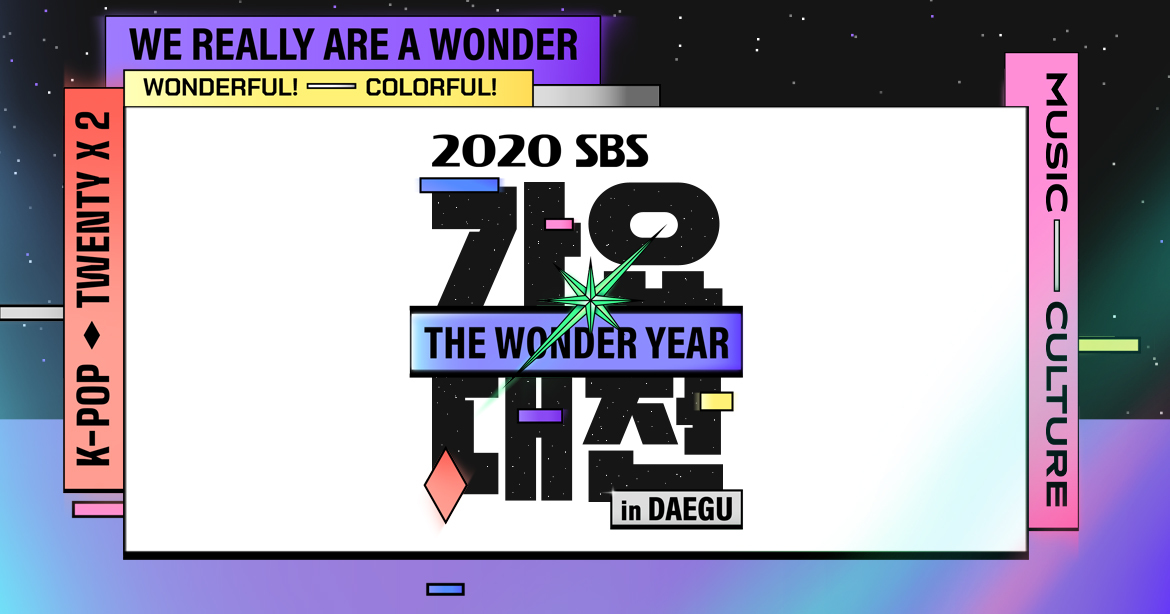 WE REALLY ARE A WONDER
WONDERFUL! — COLORFUL!
K-POP ◆ TWENTY X 2
2020 SBS
가요
THE WONDER YEAR
대전
in DAEGU
MUSIC — CULTURE